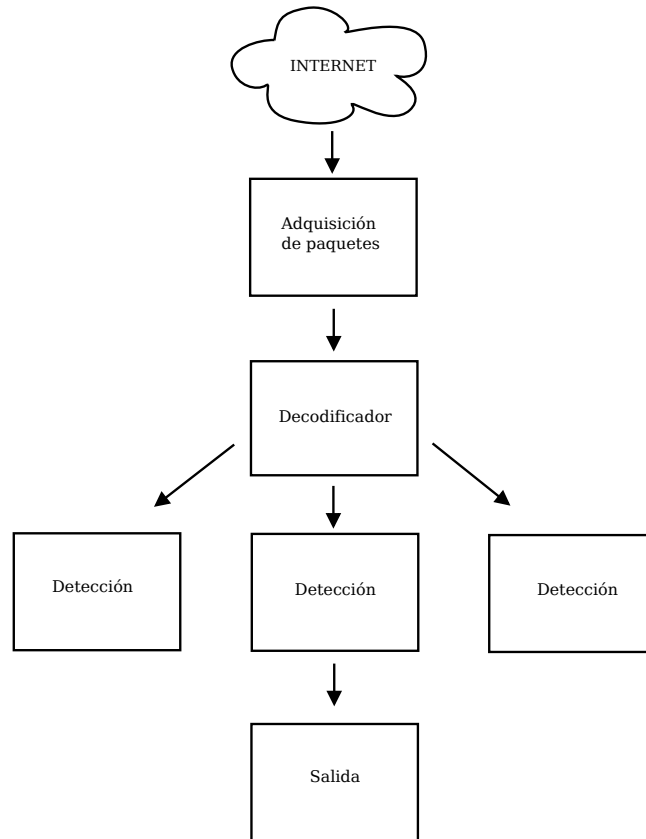 INTERNET
Adquisición
de paquetes
Decodificador
Detección
Detección
Detección
Salida